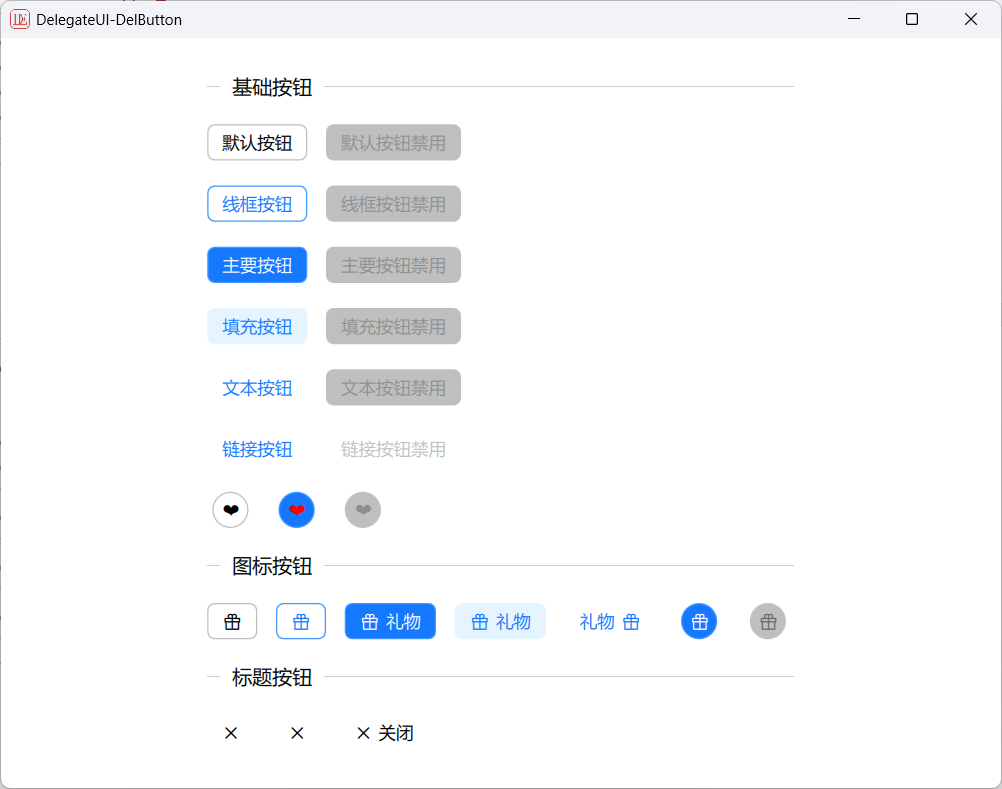 DelegateUI-DelButton
基础按钮
默认按钮 默认按钮禁用
线框按钮 线框按钮禁用
主要按钮 主要按钮禁用
填充按钮 填充按钮禁用
文本按钮 文本按钮禁用
链接按钮 链接按钮禁用
图标按钮
礼物 礼物 礼物
标题按钮
关闭